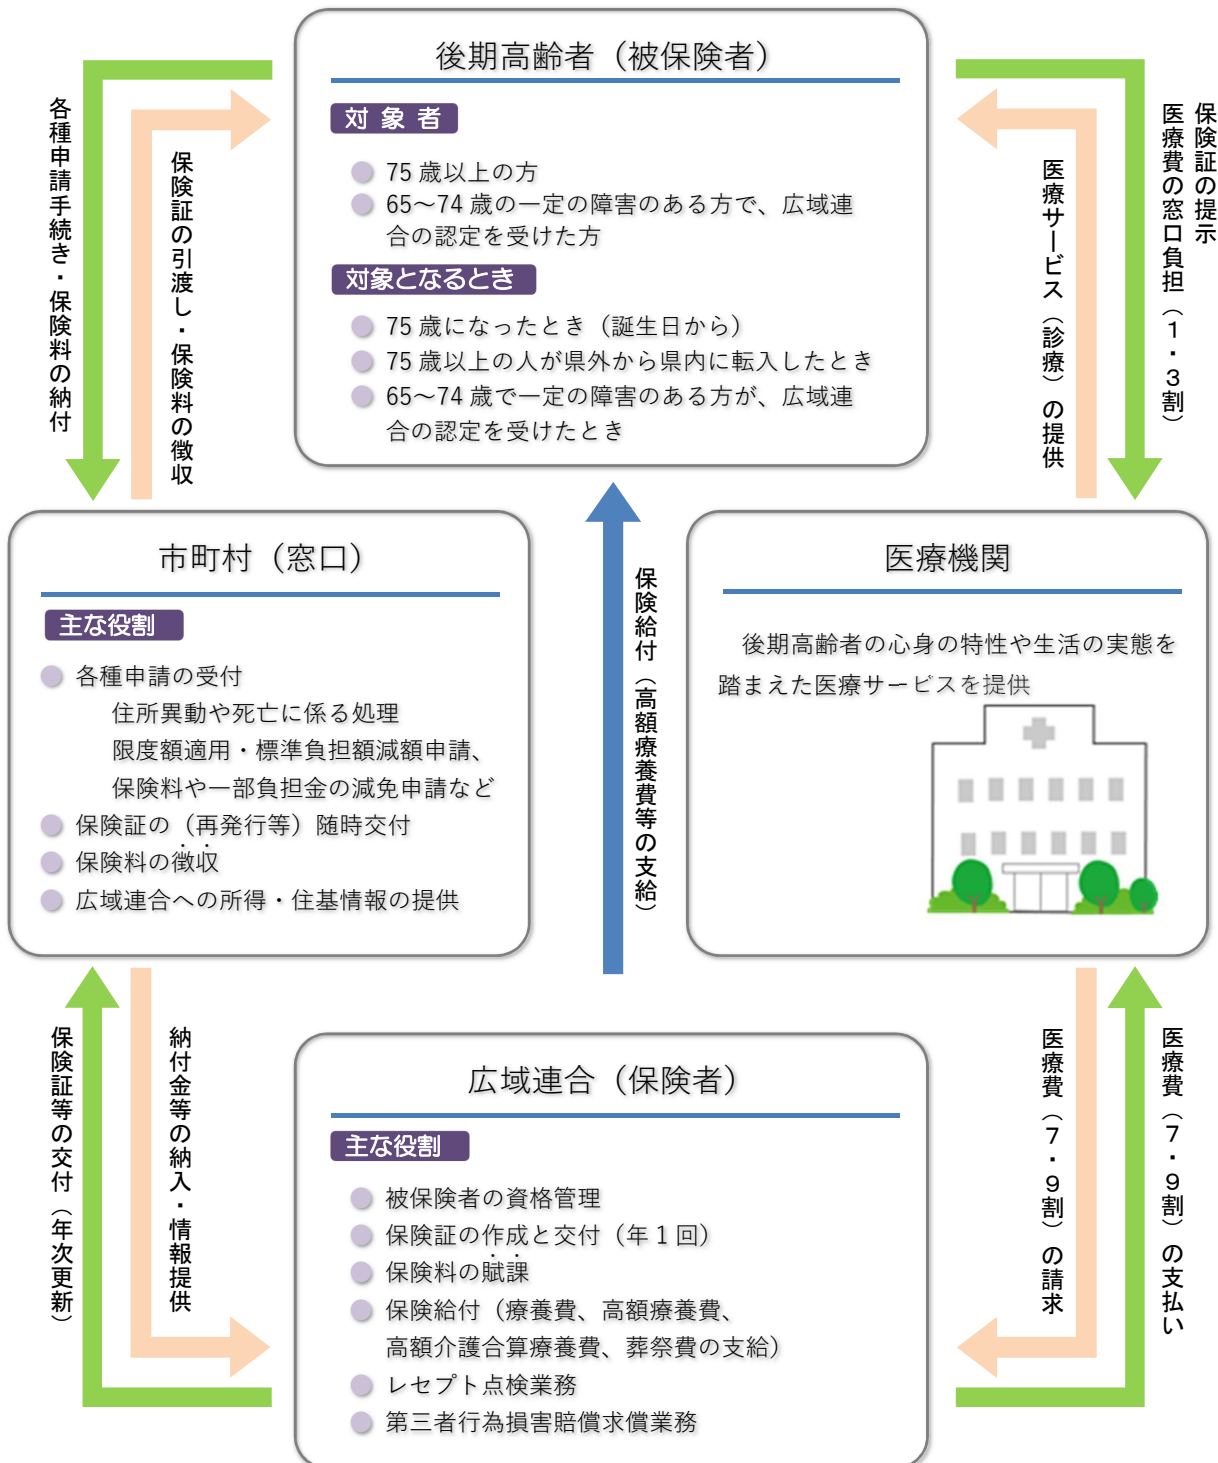 後期高齢者（被保険者）
対 象 者
75 歳以上の方
65～74 歳の一定の障害のある方で、広域連
合の認定を受けた方
対象となるとき
75 歳になったとき（誕生日から）
75 歳以上の人が県外から県内に転入したとき
65～74 歳で一定の障害のある方が、広域連
合の認定を受けたとき
各種申請手続き・保険料の納付
保険証の引渡し・保険料の徴収
医療サービス（診療）の提供
保険証の提示
医療費の窓口負担（１・３割）
市町村（窓口）
主な役割
各種申請の受付
住所異動や死亡に係る処理
限度額適用・標準負担額減額申請、
保険料や一部負担金の減免申請など
保険証の（再発行等）随時交付
保険料の徴収
広域連合への所得・住基情報の提供
保険給付（高額療養費等の支給）
医療機関
後期高齢者の心身の特性や生活の実態を
踏まえた医療サービスを提供
保険証等の交付（年次更新）
納付金等の納入・情報提供
医療費（７・９割）の請求
医療費（７・９割）の支払い
広域連合（保険者）
主な役割
被保険者の資格管理
保険証の作成と交付（年１回）
保険料の賦課
保険給付（療養費、高額療養費、
高額介護合算療養費、葬祭費の支給）
レセプト点検業務
第三者行為損害賠償求償業務